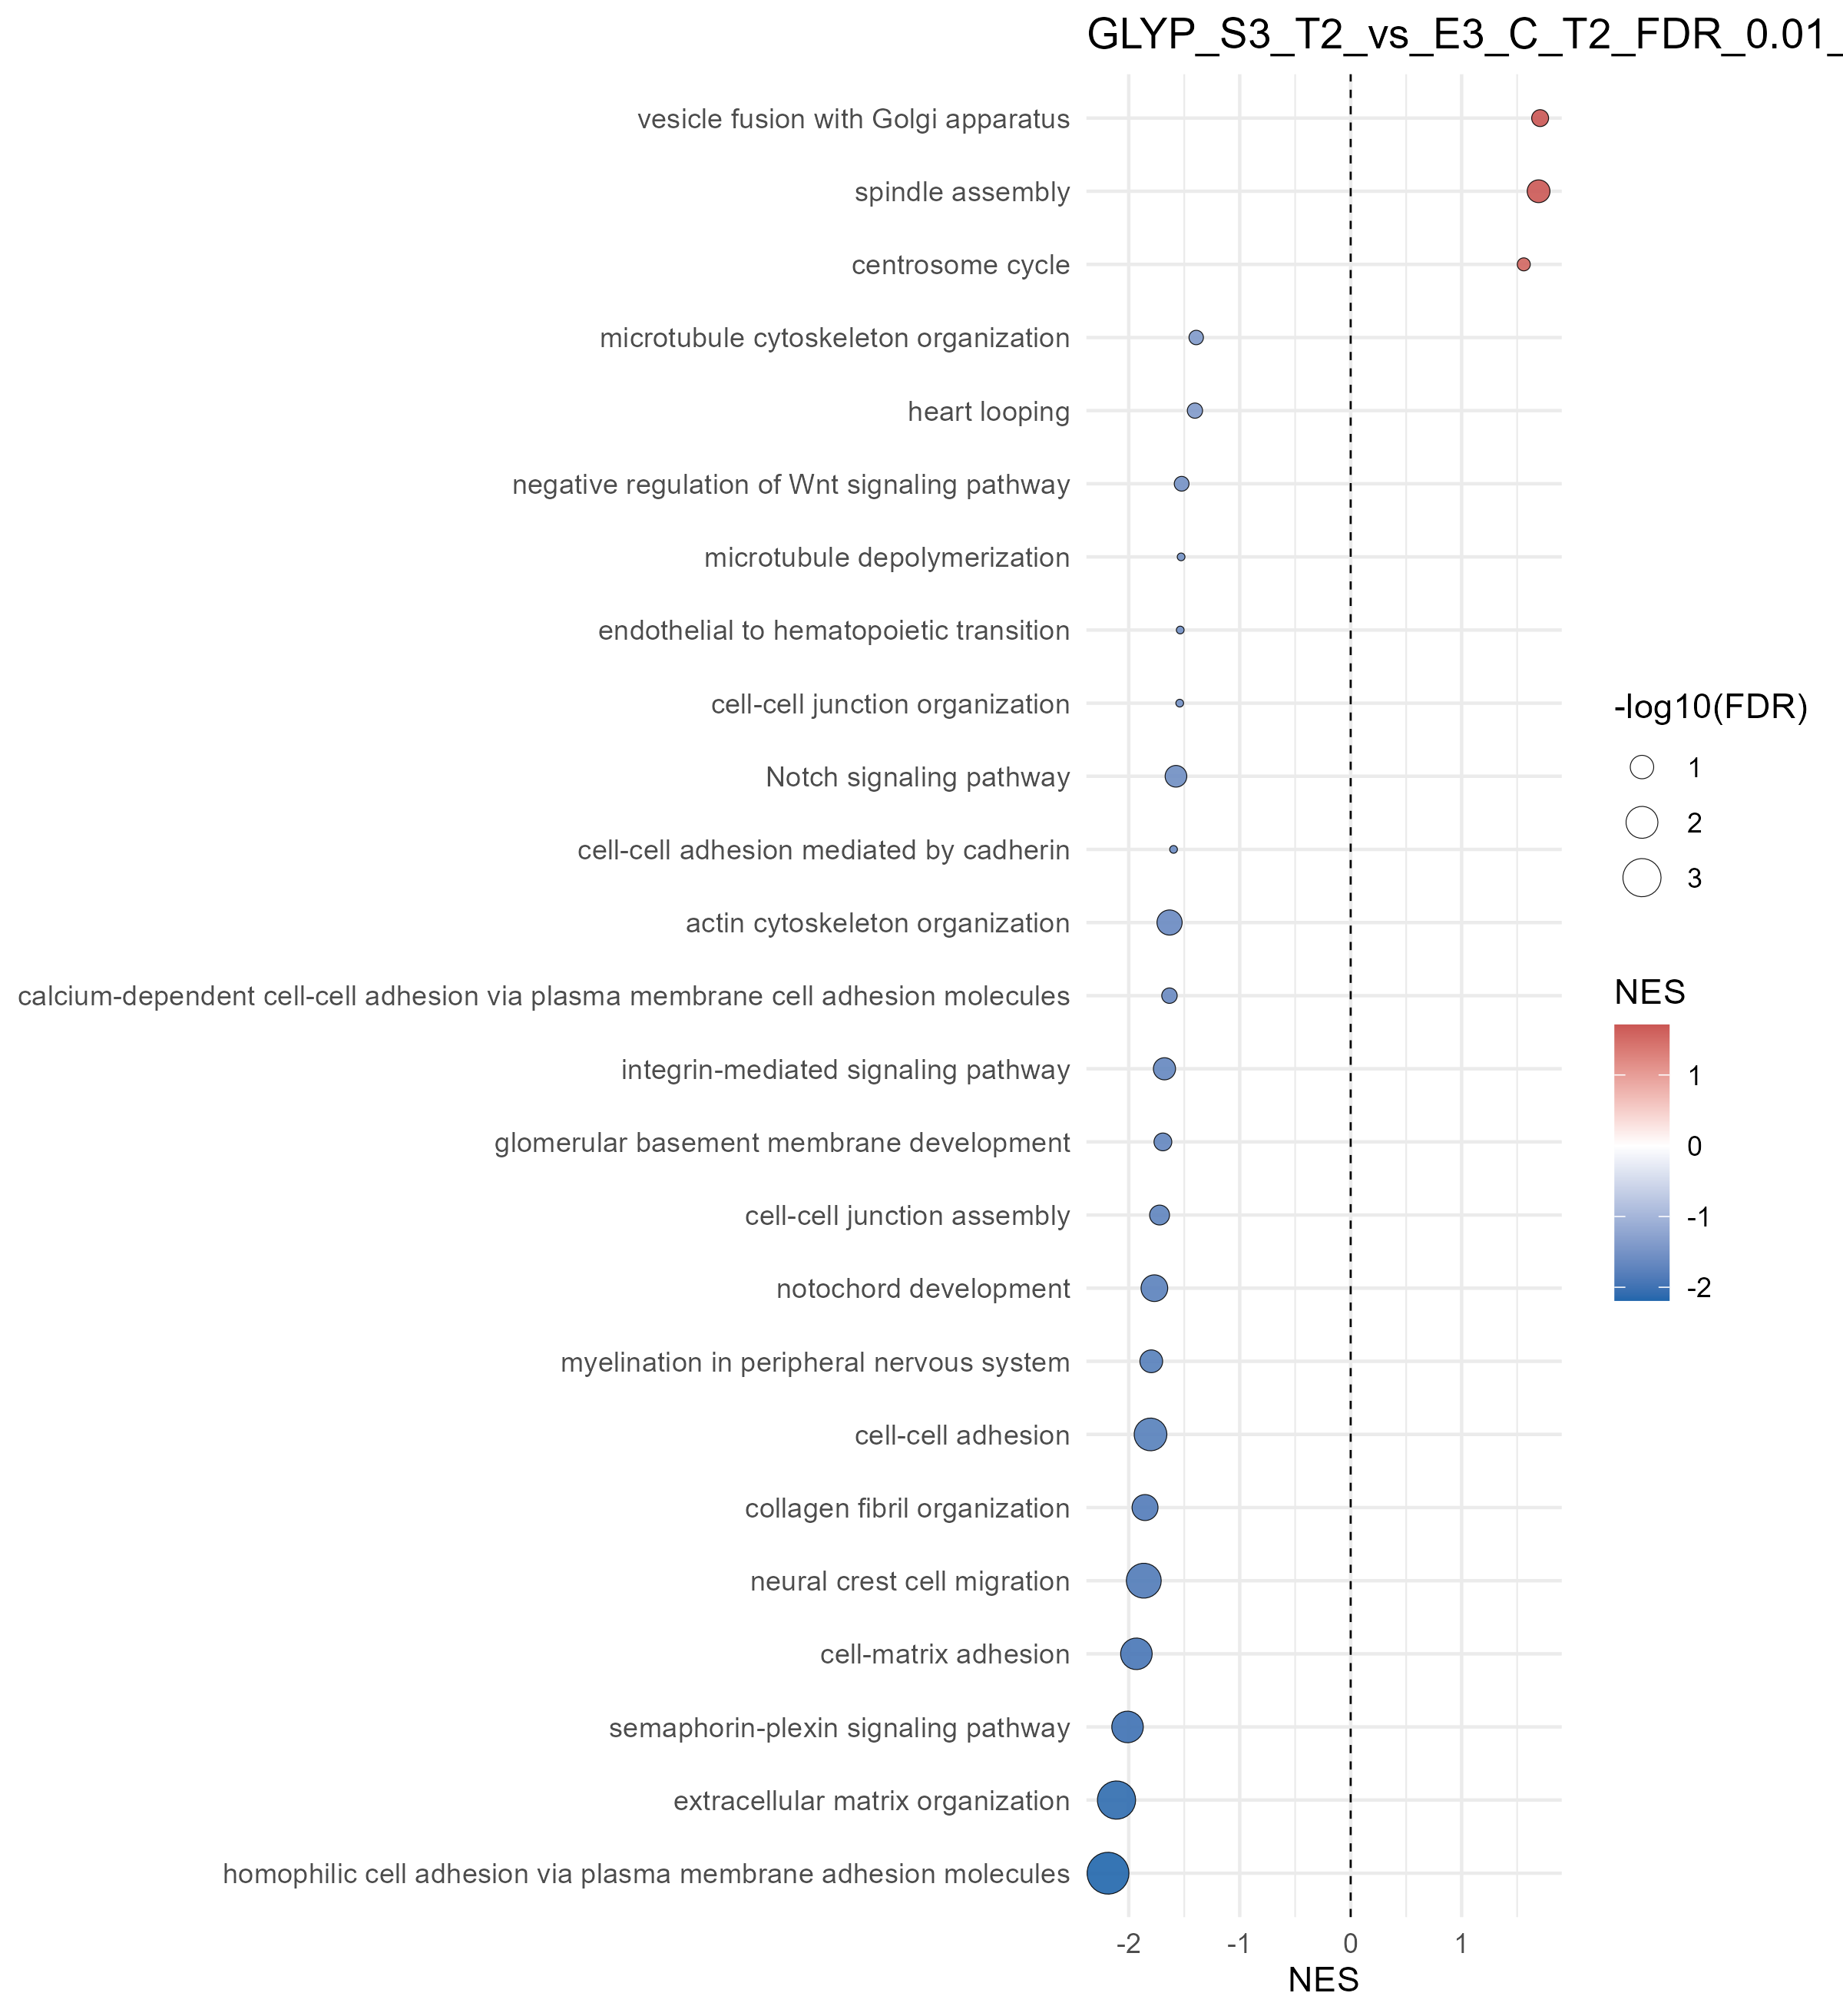 GLYP_S3_T2_vs_E3_C_T2_FDR_0.01_
vesicle fusion with Golgi apparatus
spindle assembly
centrosome cycle
microtubule cytoskeleton organization
heart looping
negative regulation of Wnt signaling pathway
microtubule depolymerization
endothelial to hematopoietic transition
cell-cell junction organization
Notch signaling pathway
cell-cell adhesion mediated by cadherin
actin cytoskeleton organization
calcium-dependent cell-cell adhesion via plasma membrane cell adhesion molecules
integrin-mediated signaling pathway
glomerular basement membrane development
cell-cell junction assembly
notochord development
myelination in peripheral nervous system
cell-cell adhesion
collagen fibril organization
neural crest cell migration
cell-matrix adhesion
semaphorin-plexin signaling pathway
extracellular matrix organization
homophilic cell adhesion via plasma membrane adhesion molecules
-2 -1 0 1
NES
-log10(FDR)
1
2
3
NES
1
0
-1
-2